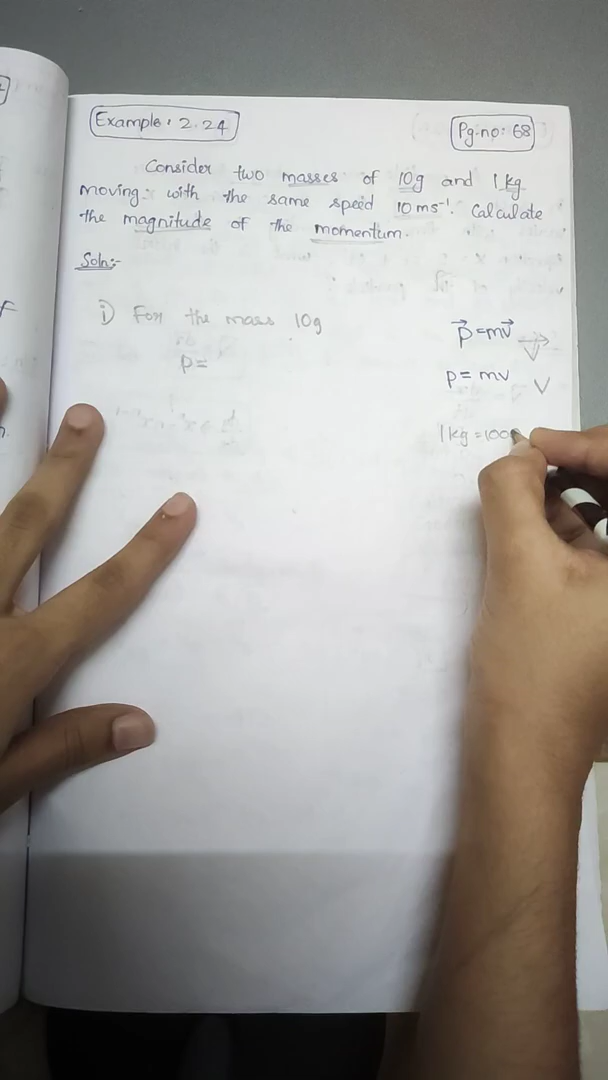 Example: 2.24
Pg.no: 68
Consider two masses of 10g and 1kg
moving with the same speed 10 ms⁻¹. Calculate
the magnitude of the momentum.
Soln:-
i) For the mass 10g
p⃗ = mv⃗
v⃗
p =
p = mv
v
1kg = 100